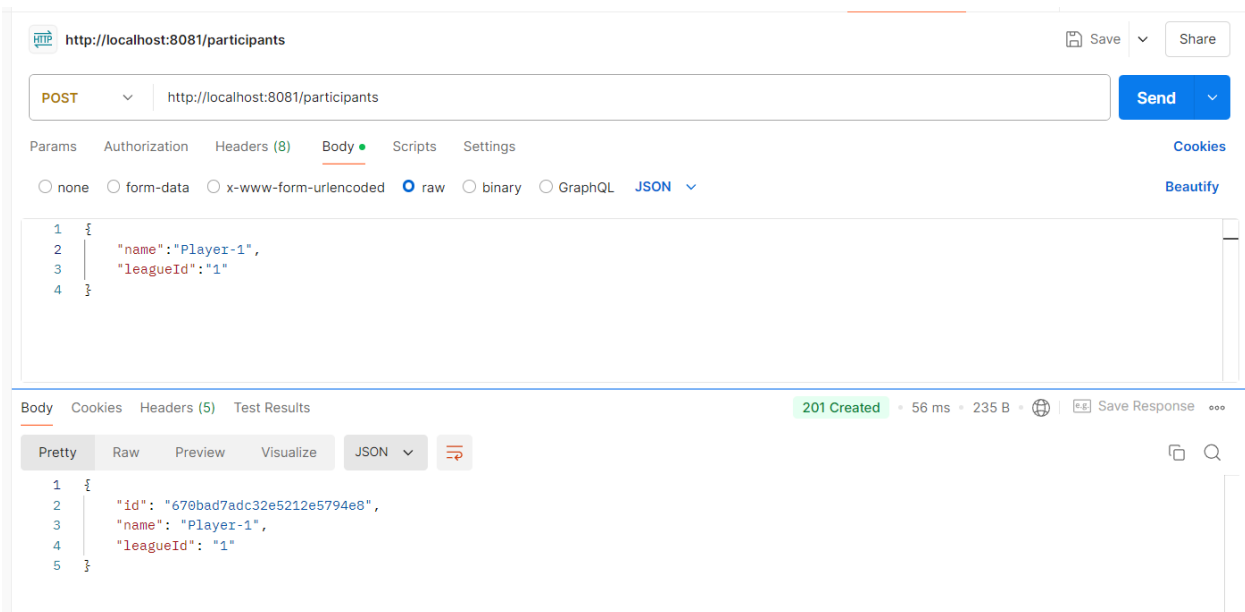 HTTP http://localhost:8081/participants Save Share
POST http://localhost:8081/participants Send
Params Authorization Headers (8) Body Scripts Settings Cookies
none form-data x-www-form-urlencoded raw binary GraphQL JSON Beautify
1 {
2 "name":"Player-1",
3 "leagueId":"1"
4 }
Body Cookies Headers (5) Test Results 201 Created • 56 ms • 235 B • e.g. Save Response
Pretty Raw Preview Visualize JSON
1 {
2 "id": "670bad7adc32e5212e5794e8",
3 "name": "Player-1",
4 "leagueId": "1"
5 }